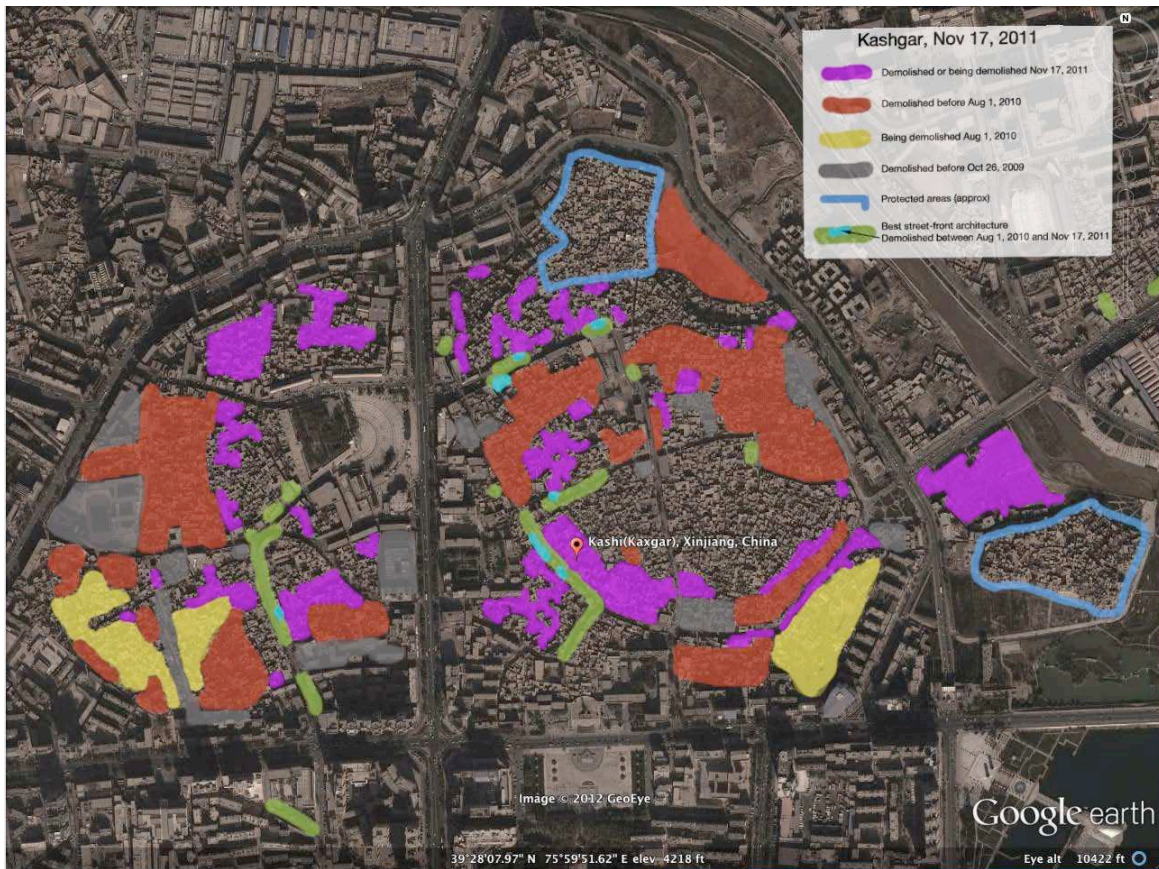 Kashgar, Nov 17, 2011
Demolished or being demolished Nov 17, 2011
Demolished before Aug 1, 2010
Being demolished Aug 1, 2010
Demolished before Oct 26, 2009
Protected areas (approx)
Best street-front architecture
Demolished between Aug 1, 2010 and Nov 17, 2011
N
Kashi(Kaxgar), Xinjiang, China
Image © 2012 GeoEye
Google earth
39°28'07.97" N 75°59'51.62" E elev 4218 ft
Eye alt 10422 ft